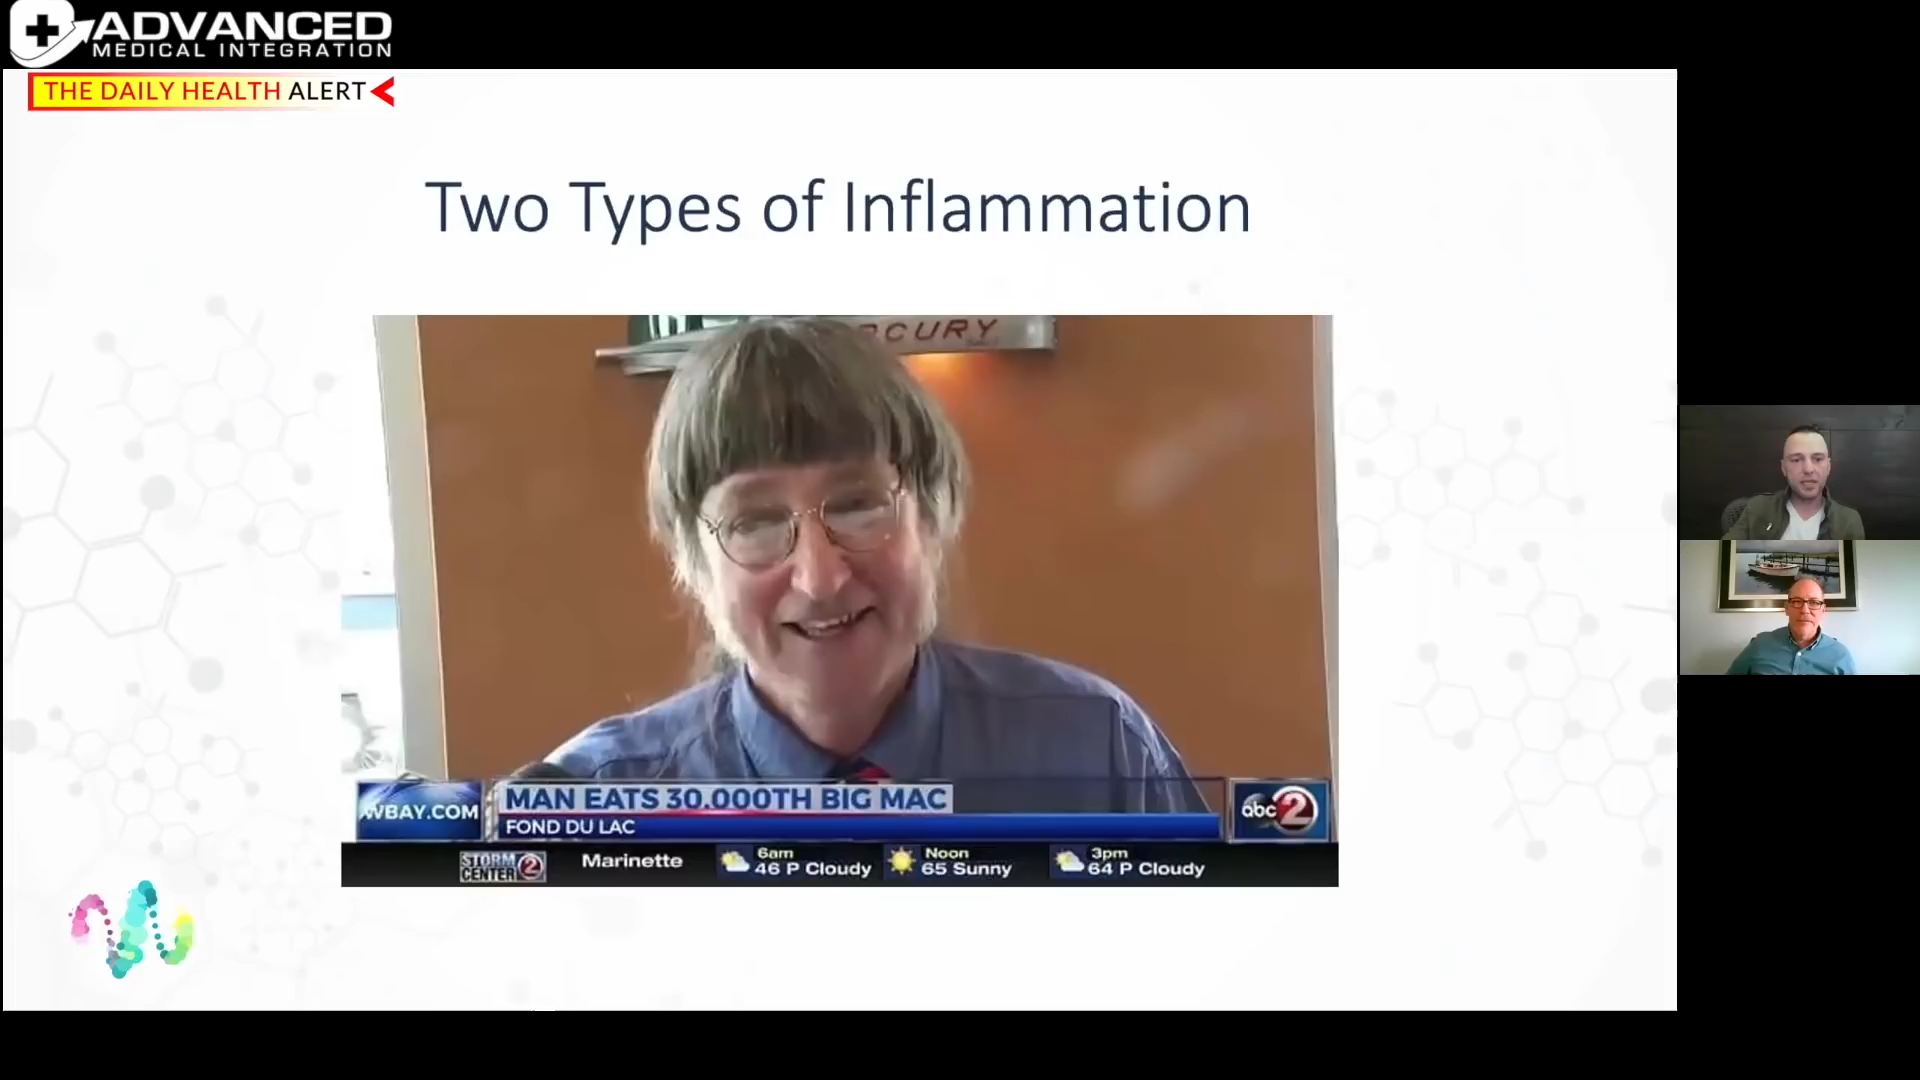 ADVANCED
MEDICAL INTEGRATION
THE DAILY HEALTH ALERT
Two Types of Inflammation
RCURY
WBAY.COM
MAN EATS 30,000TH BIG MAC
FOND DU LAC
abc 2
STORM
CENTER 2
Marinette
6am
46 P Cloudy
Noon
65 Sunny
3pm
64 P Cloudy